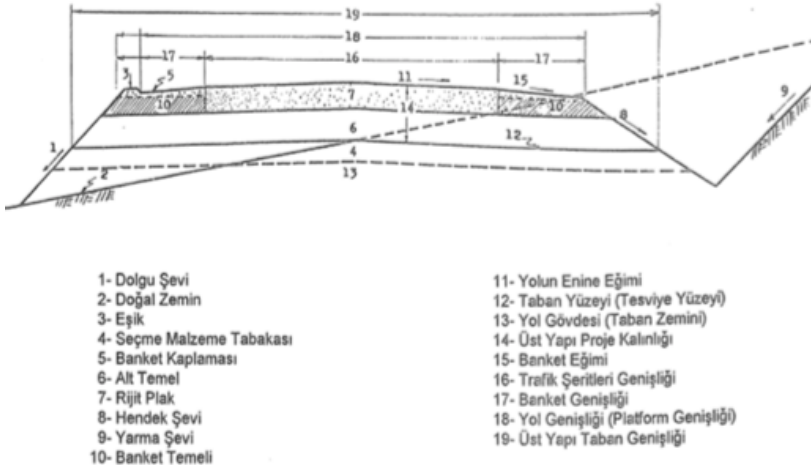 19
18
17
16
17
3
5
11
15
9
7
10
14
10
8
6
1
12
4
2
13
1- Dolgu Şevi
2- Doğal Zemin
3- Eşik
4- Seçme Malzeme Tabakası
5- Banket Kaplaması
6- Alt Temel
7- Rijit Plak
8- Hendek Şevi
9- Yarma Şevi
10- Banket Temeli
11- Yolun Enine Eğimi
12- Taban Yüzeyi (Tesviye Yüzeyi)
13- Yol Gövdesi (Taban Zemini)
14- Üst Yapı Proje Kalınlığı
15- Banket Eğimi
16- Trafik Şeritleri Genişliği
17- Banket Genişliği
18- Yol Genişliği (Platform Genişliği)
19- Üst Yapı Taban Genişliği